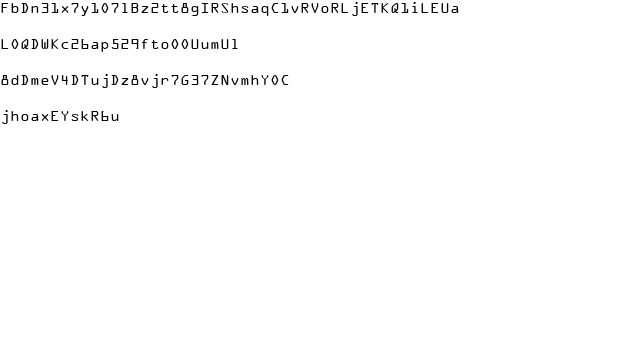 FbDn31x7y1071Bz2tt8gIRShsaqC1vRVoRLjETKQ1iLEUa
L0QDWKc26ap529fto00UumUl
8dDmeV4DTujDz8vjr7G37ZNvmhY0C
jhoaxEYskR6u